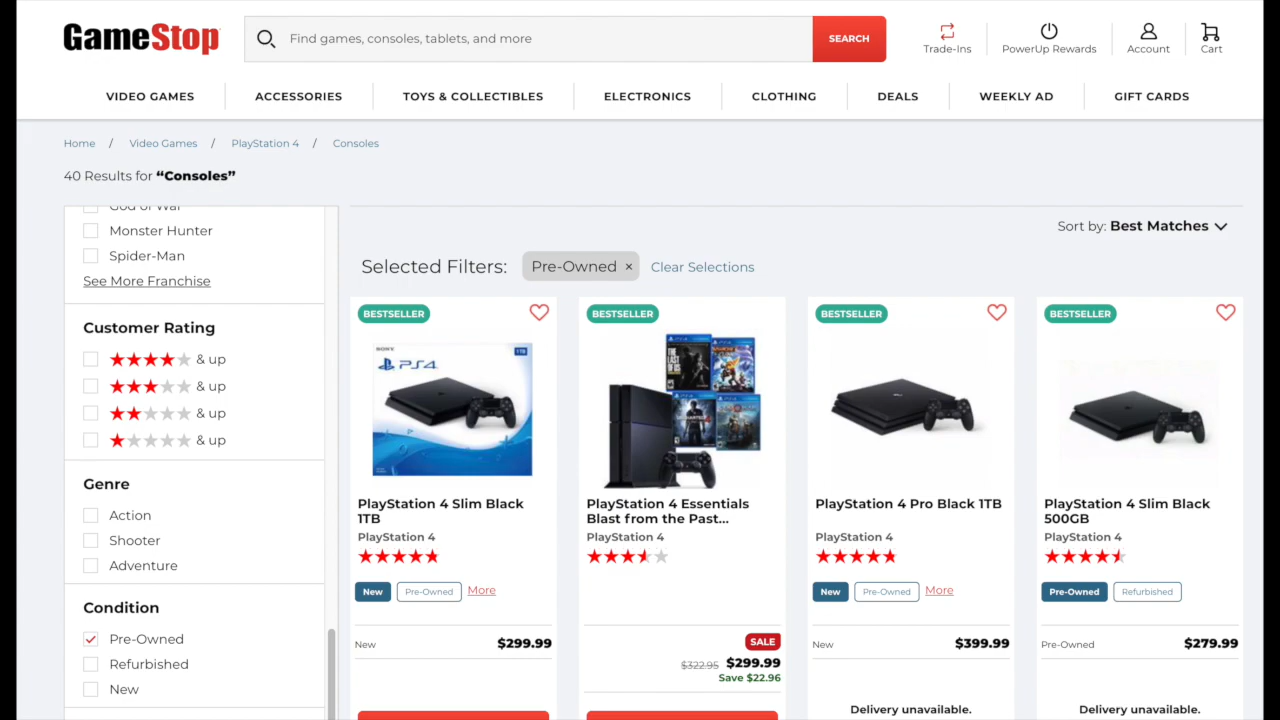 GameStop
Find games, consoles, tablets, and more
SEARCH
Trade-Ins
PowerUp Rewards
Account
Cart
VIDEO GAMES
ACCESSORIES
TOYS & COLLECTIBLES
ELECTRONICS
CLOTHING
DEALS
WEEKLY AD
GIFT CARDS
Home / Video Games / PlayStation 4 / Consoles
40 Results for “Consoles”
God of War
Monster Hunter
Spider-Man
See More Franchise
Customer Rating
& up
& up
& up
& up
Genre
Action
Shooter
Adventure
Condition
Pre-Owned
Refurbished
New
Sort by: Best Matches
Selected Filters: Pre-Owned × Clear Selections
BESTSELLER
SONY
1TB
PS4
PlayStation 4 Slim Black
1TB
PlayStation 4
New Pre-Owned More
New $299.99
BESTSELLER
PlayStation 4 Essentials
Blast from the Past...
PlayStation 4
SALE
$322.95 $299.99
Save $22.96
BESTSELLER
PlayStation 4 Pro Black 1TB
PlayStation 4
New Pre-Owned More
New $399.99
Delivery unavailable.
BESTSELLER
PlayStation 4 Slim Black
500GB
PlayStation 4
Pre-Owned Refurbished
Pre-Owned $279.99
Delivery unavailable.